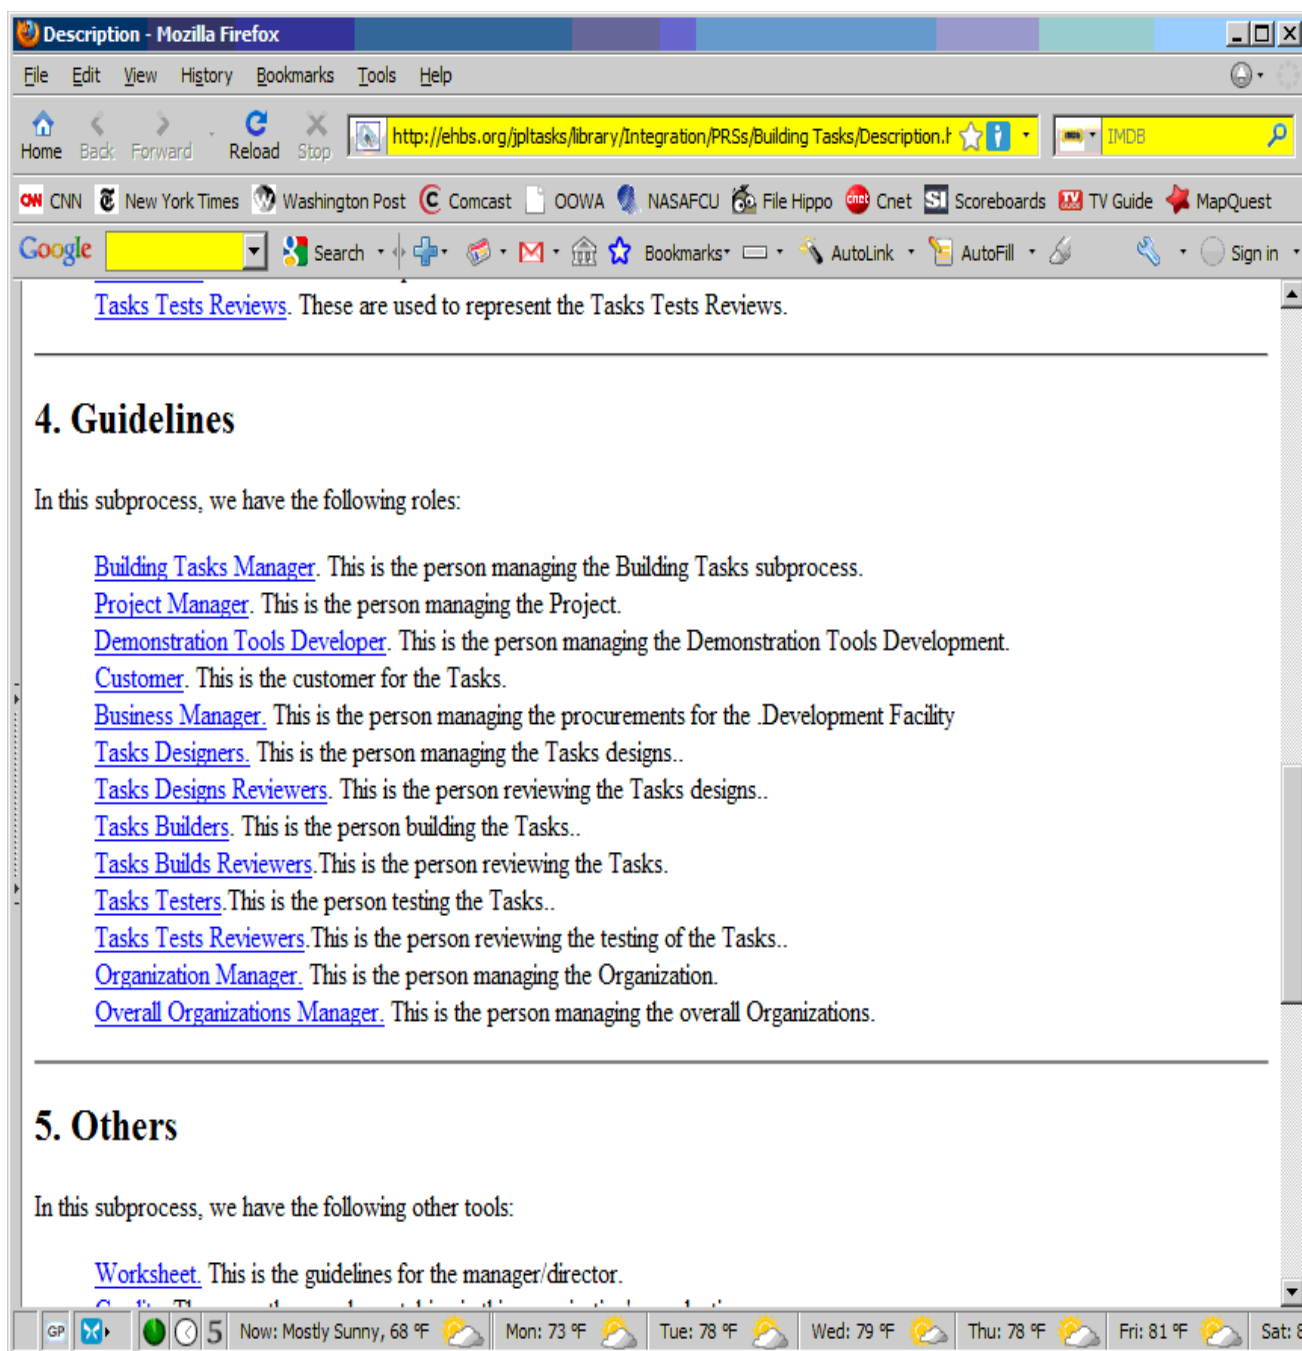 Description - Mozilla Firefox
File Edit View History Bookmarks Tools Help
Home Back Forward Reload Stop http://ehbs.org/jpltasks/library/Integration/PRSs/Building Tasks/Description.h IMDB
CNN New York Times Washington Post Comcast OOWA NASAFCU File Hippo cnet Cnet SI Scoreboards TV Guide MapQuest
Google Search Bookmarks AutoLink AutoFill Sign in
Tasks Tests Reviews. These are used to represent the Tasks Tests Reviews.
4. Guidelines
In this subprocess, we have the following roles:
Building Tasks Manager. This is the person managing the Building Tasks subprocess.
Project Manager. This is the person managing the Project.
Demonstration Tools Developer. This is the person managing the Demonstration Tools Development.
Customer. This is the customer for the Tasks.
Business Manager. This is the person managing the procurements for the .Development Facility
Tasks Designers. This is the person managing the Tasks designs..
Tasks Designs Reviewers. This is the person reviewing the Tasks designs..
Tasks Builders. This is the person building the Tasks..
Tasks Builds Reviewers.This is the person reviewing the Tasks.
Tasks Testers.This is the person testing the Tasks..
Tasks Tests Reviewers.This is the person reviewing the testing of the Tasks..
Organization Manager. This is the person managing the Organization.
Overall Organizations Manager. This is the person managing the overall Organizations.
5. Others
In this subprocess, we have the following other tools:
Worksheet. This is the guidelines for the manager/director.
GP 5 Now: Mostly Sunny, 68 °F Mon: 73 °F Tue: 78 °F Wed: 79 °F Thu: 78 °F Fri: 81 °F Sat: 8